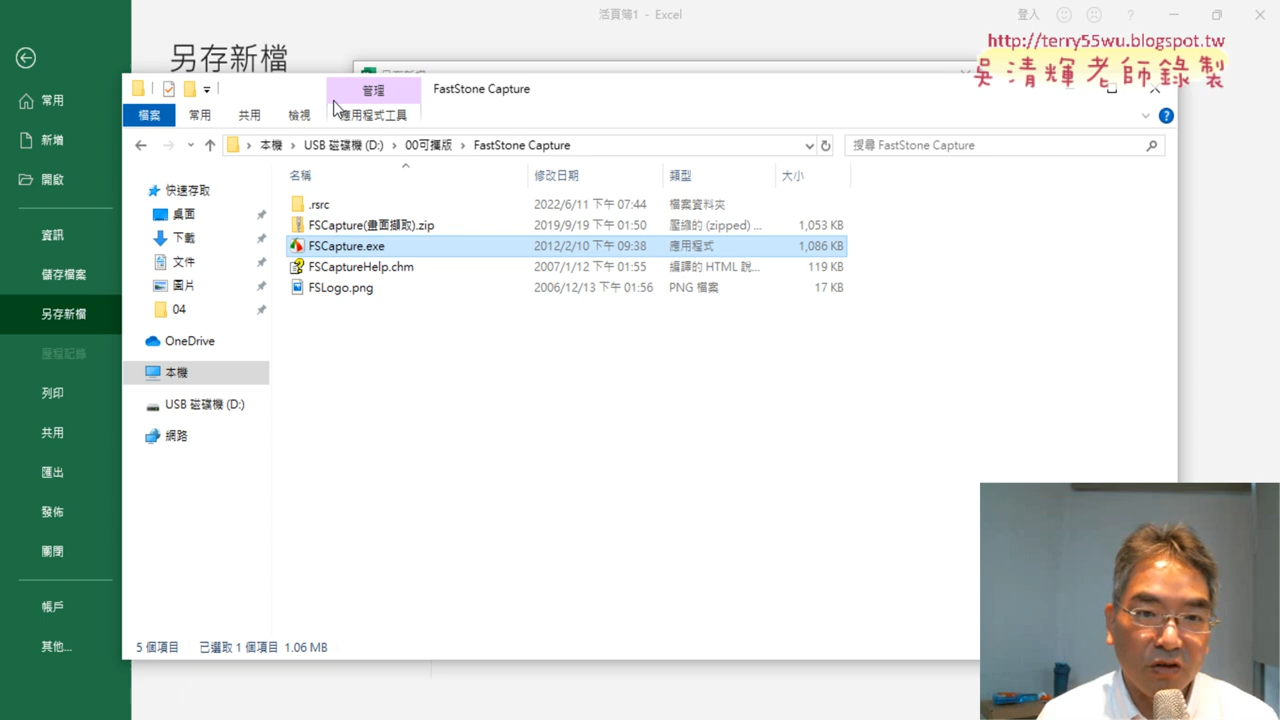 活頁簿1 - Excel
登入
http://terry55wu.blogspot.tw
吳清輝老師錄製
另存新檔
常用
新增
開啟
資訊
儲存檔案
另存新檔
歷程記錄
列印
共用
匯出
發佈
關閉
帳戶
其他...
管理
FastStone Capture
檔案
常用
共用
檢視
應用程式工具
本機 > USB 磁碟機 (D:) > 00可攜版 > FastStone Capture
搜尋 FastStone Capture
快速存取
桌面
下載
文件
圖片
04
OneDrive
本機
USB 磁碟機 (D:)
網路
名稱 修改日期 類型 大小
.rsrc 2022/6/11 下午 07:44 檔案資料夾
FSCapture(畫面擷取).zip 2019/9/19 下午 01:50 壓縮的 (zipped) ... 1,053 KB
FSCapture.exe 2012/2/10 下午 09:38 應用程式 1,086 KB
FSCaptureHelp.chm 2007/1/12 下午 01:55 編譯的 HTML 說... 119 KB
FSLogo.png 2006/12/13 下午 01:56 PNG 檔案 17 KB
5 個項目 已選取 1 個項目 1.06 MB